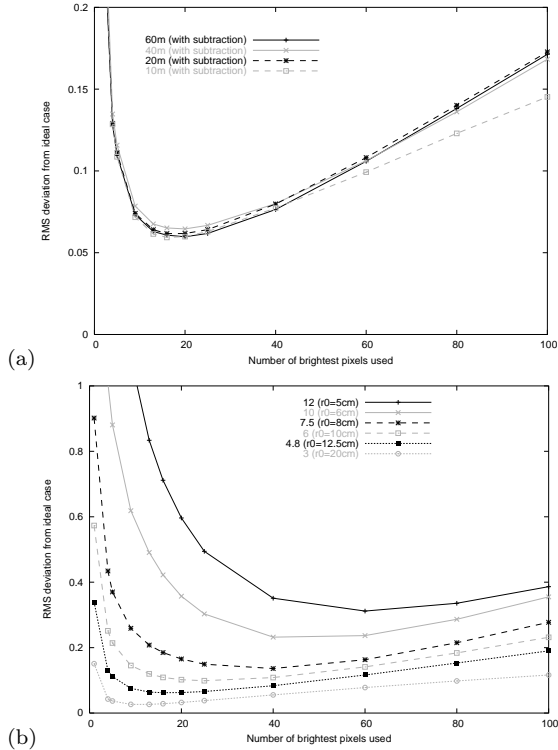 0.2
0.15
0.1
0.05
0
RMS deviation from ideal case
60m (with subtraction)
40m (with subtraction)
20m (with subtraction)
10m (with subtraction)
0 20 40 60 80 100
Number of brightest pixels used
(a)
1
0.8
0.6
0.4
0.2
0
RMS deviation from ideal case
12 (r0=5cm)
10 (r0=6cm)
7.5 (r0=8cm)
6 (r0=10cm)
4.8 (r0=12.5cm)
3 (r0=20cm)
0 20 40 60 80 100
Number of brightest pixels used
(b)